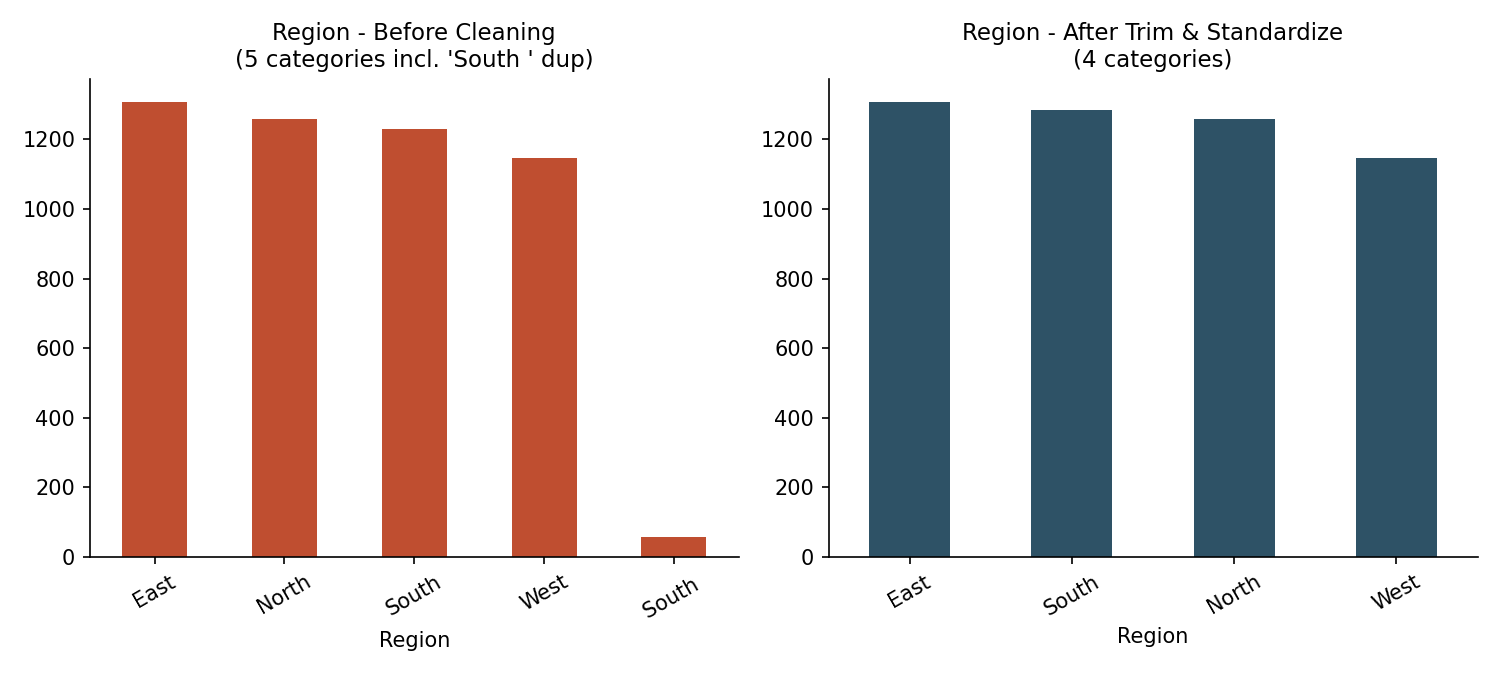 Region - Before Cleaning
(5 categories incl. 'South ' dup)
1200
1000
800
600
400
200
0
East
North
South
West
South
Region
Region - After Trim & Standardize
(4 categories)
1200
1000
800
600
400
200
0
East
South
North
West
Region